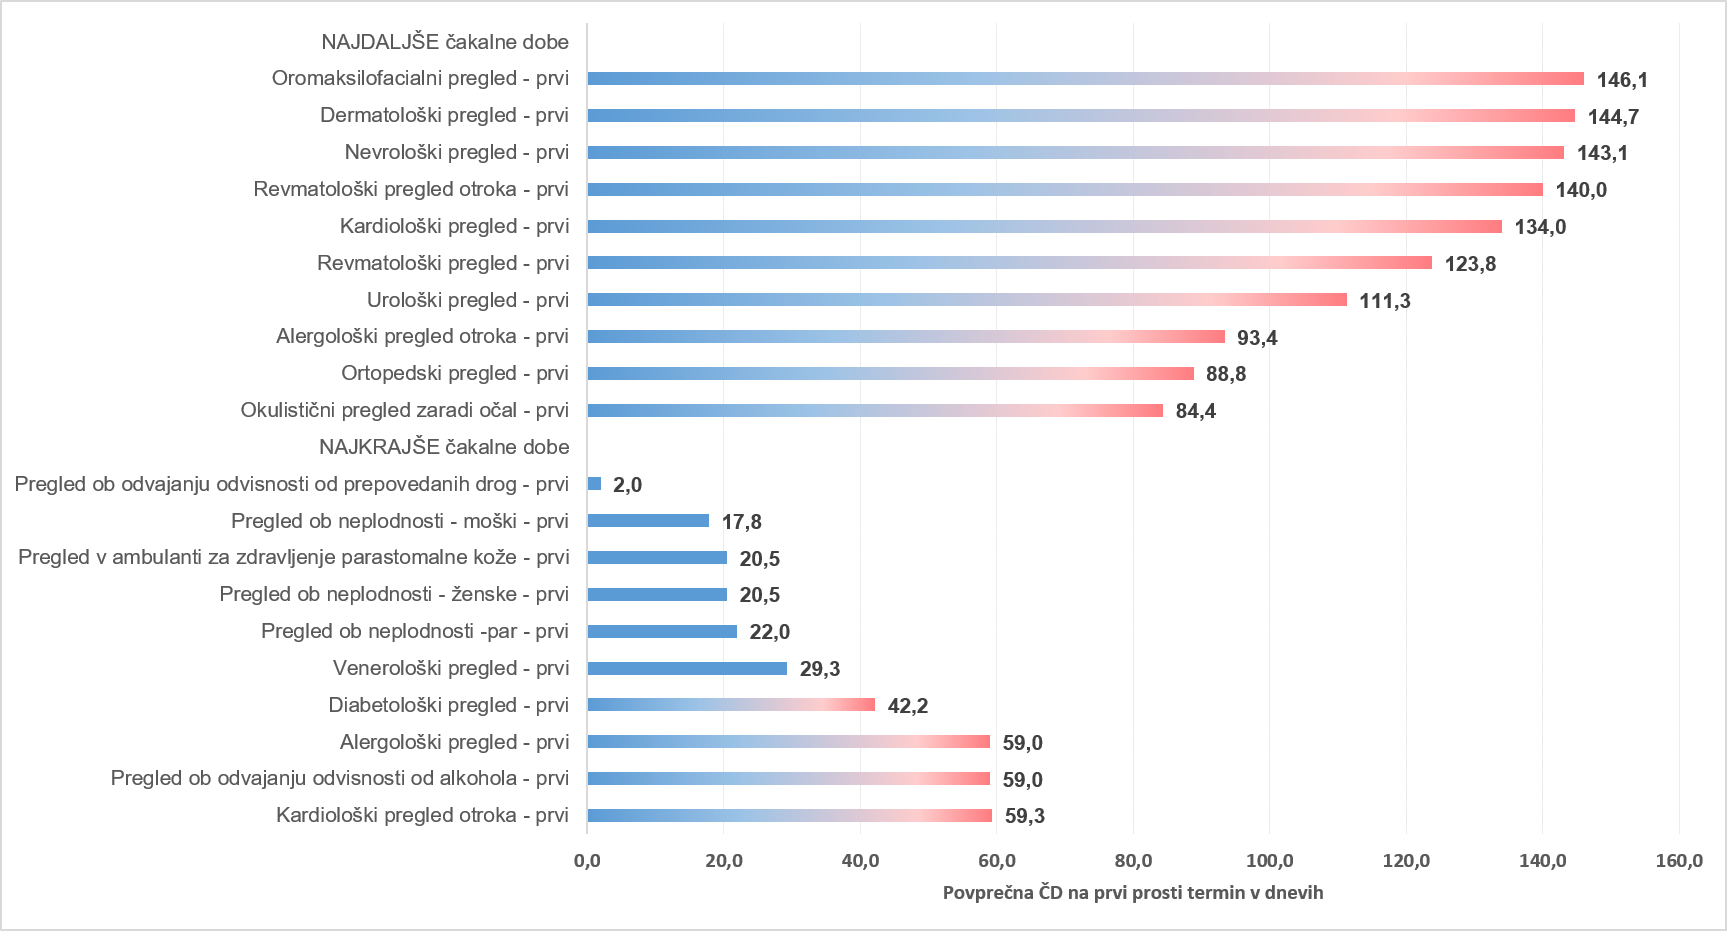 NAJDALJŠE čakalne dobe
Oromaksilofacialni pregled - prvi 146,1
Dermatološki pregled - prvi 144,7
Nevrološki pregled - prvi 143,1
Revmatološki pregled otroka - prvi 140,0
Kardiološki pregled - prvi 134,0
Revmatološki pregled - prvi 123,8
Urološki pregled - prvi 111,3
Alergološki pregled otroka - prvi 93,4
Ortopedski pregled - prvi 88,8
Okulistični pregled zaradi očal - prvi 84,4
NAJKRAJŠE čakalne dobe
Pregled ob odvajanju odvisnosti od prepovedanih drog - prvi 2,0
Pregled ob neplodnosti - moški - prvi 17,8
Pregled v ambulanti za zdravljenje parastomalne kože - prvi 20,5
Pregled ob neplodnosti - ženske - prvi 20,5
Pregled ob neplodnosti -par - prvi 22,0
Venerološki pregled - prvi 29,3
Diabetološki pregled - prvi 42,2
Alergološki pregled - prvi 59,0
Pregled ob odvajanju odvisnosti od alkohola - prvi 59,0
Kardiološki pregled otroka - prvi 59,3
0,0 20,0 40,0 60,0 80,0 100,0 120,0 140,0 160,0
Povprečna ČD na prvi prosti termin v dnevih